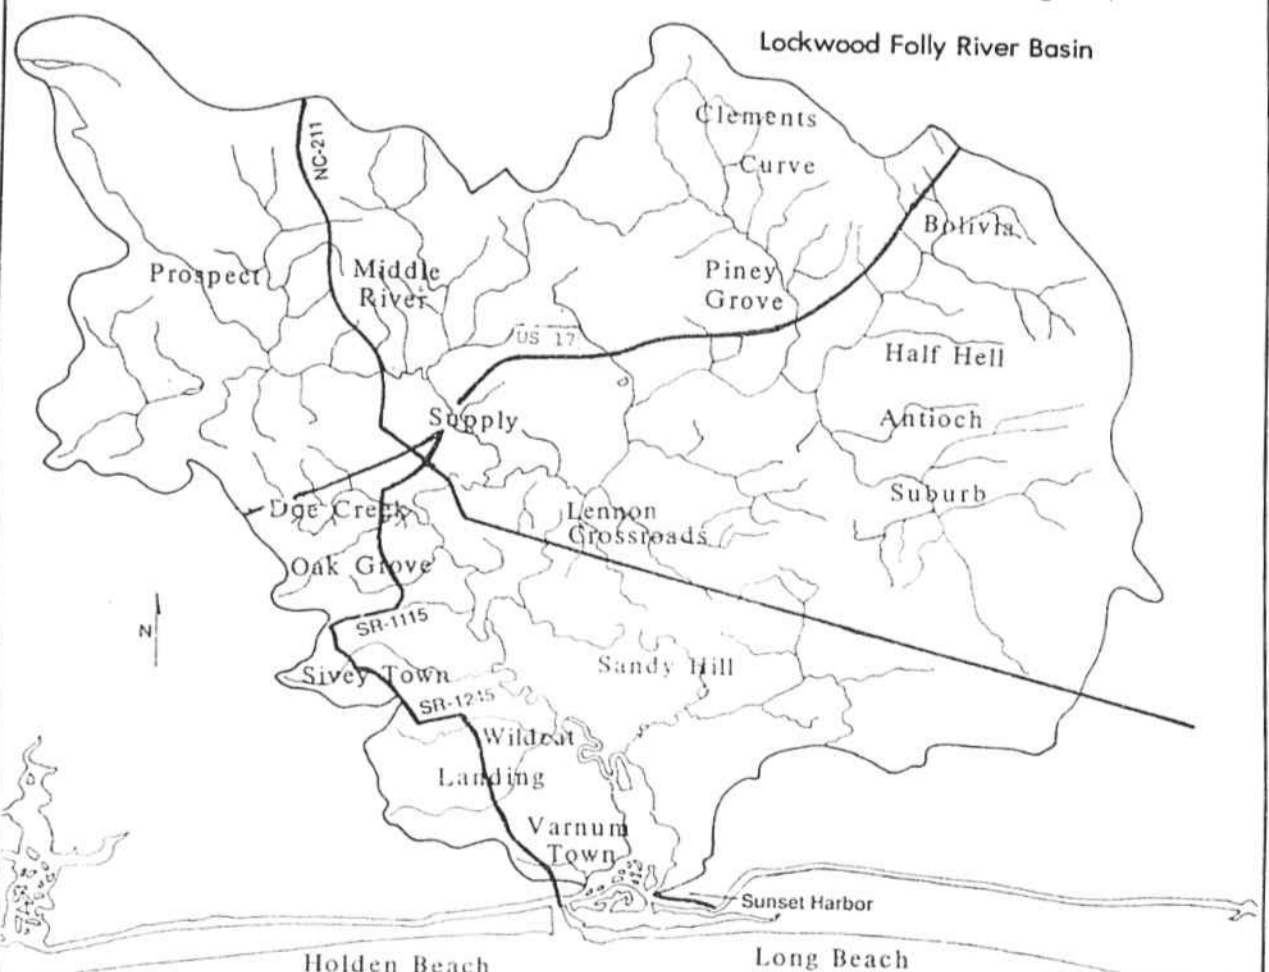 Lockwood Folly River Basin
Clements
Curve
NC-211
Bolivia
Prospect
Middle
River
Piney
Grove
US 17
Half Hell
Supply
Antioch
Suburb
Doe Creek
Lennon
Crossroads
Oak Grove
SR-1115
N
Sandy Hill
Sivey Town
SR-1245
Wildcat
Landing
Varnum
Town
Sunset Harbor
Holden Beach
Long Beach